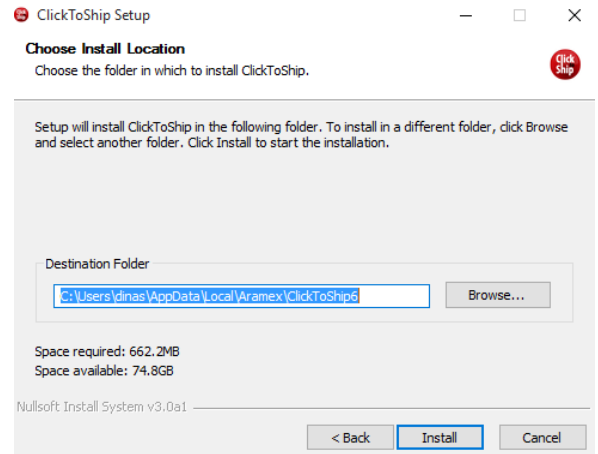 ClickToShip Setup
Choose Install Location
Choose the folder in which to install ClickToShip.
Click
Ship
Setup will install ClickToShip in the following folder. To install in a different folder, click Browse
and select another folder. Click Install to start the installation.
Destination Folder
C:\Users\dinas\AppData\Local\Aramex\ClickToShip6
Browse...
Space required: 662.2MB
Space available: 74.8GB
Nullsoft Install System v3.0a1
< Back Install Cancel